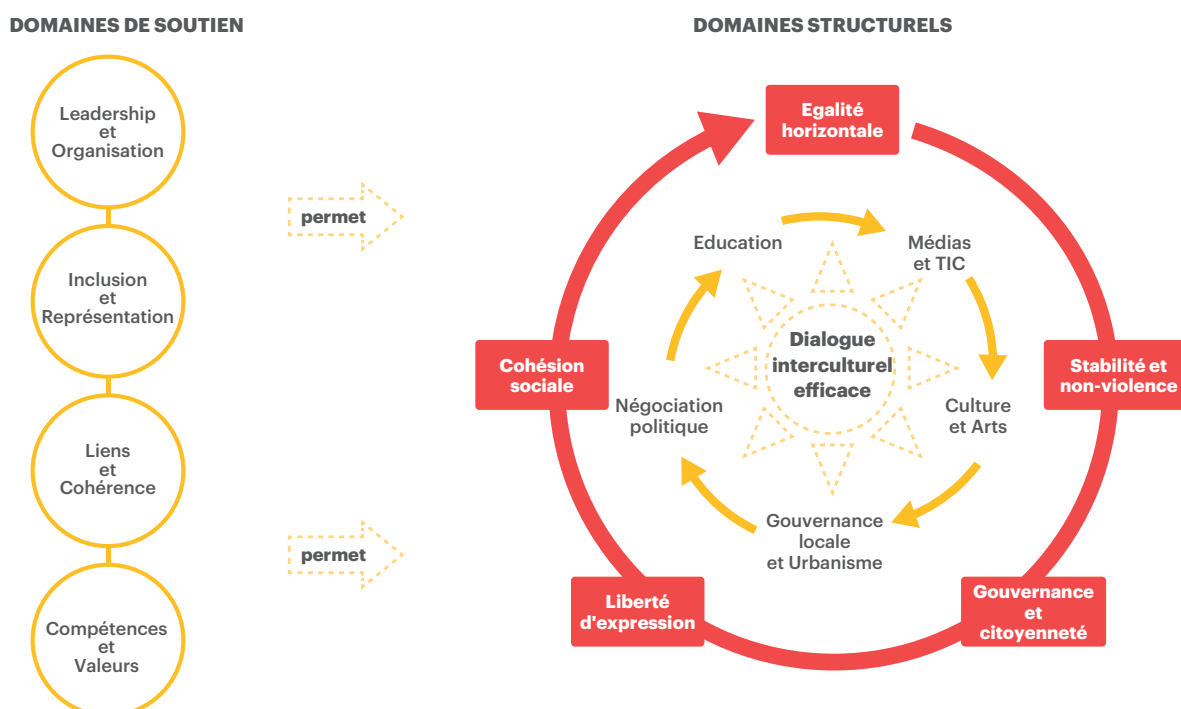 DOMAINES DE SOUTIEN
Leadership
et
Organisation
Inclusion
et
Représentation
Liens
et
Cohérence
Compétences
et
Valeurs
permet
permet
DOMAINES STRUCTURELS
Egalité
horizontale
Stabilité et
non-violence
Gouvernance
et
citoyenneté
Liberté
d'expression
Cohésion
sociale
Education
Médias
et TIC
Culture
et Arts
Gouvernance
locale
et Urbanisme
Négociation
politique
Dialogue
interculturel
efficace